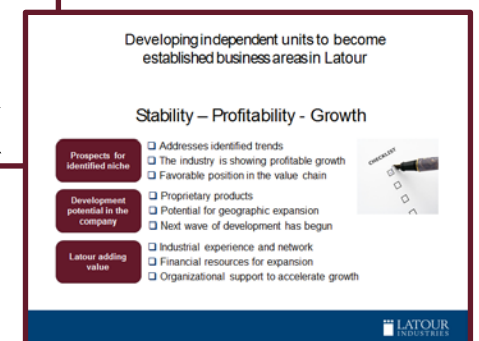 Developing independent units to become
established business areas in Latour
Stability – Profitability - Growth
Prospects for
identified niche
❑ Addresses identified trends
❑ The industry is showing profitable growth
❑ Favorable position in the value chain
CHECKLIST
Development
potential in the
company
❑ Proprietary products
❑ Potential for geographic expansion
❑ Next wave of development has begun
Latour adding
value
❑ Industrial experience and network
❑ Financial resources for expansion
❑ Organizational support to accelerate growth
LATOUR
INDUSTRIES